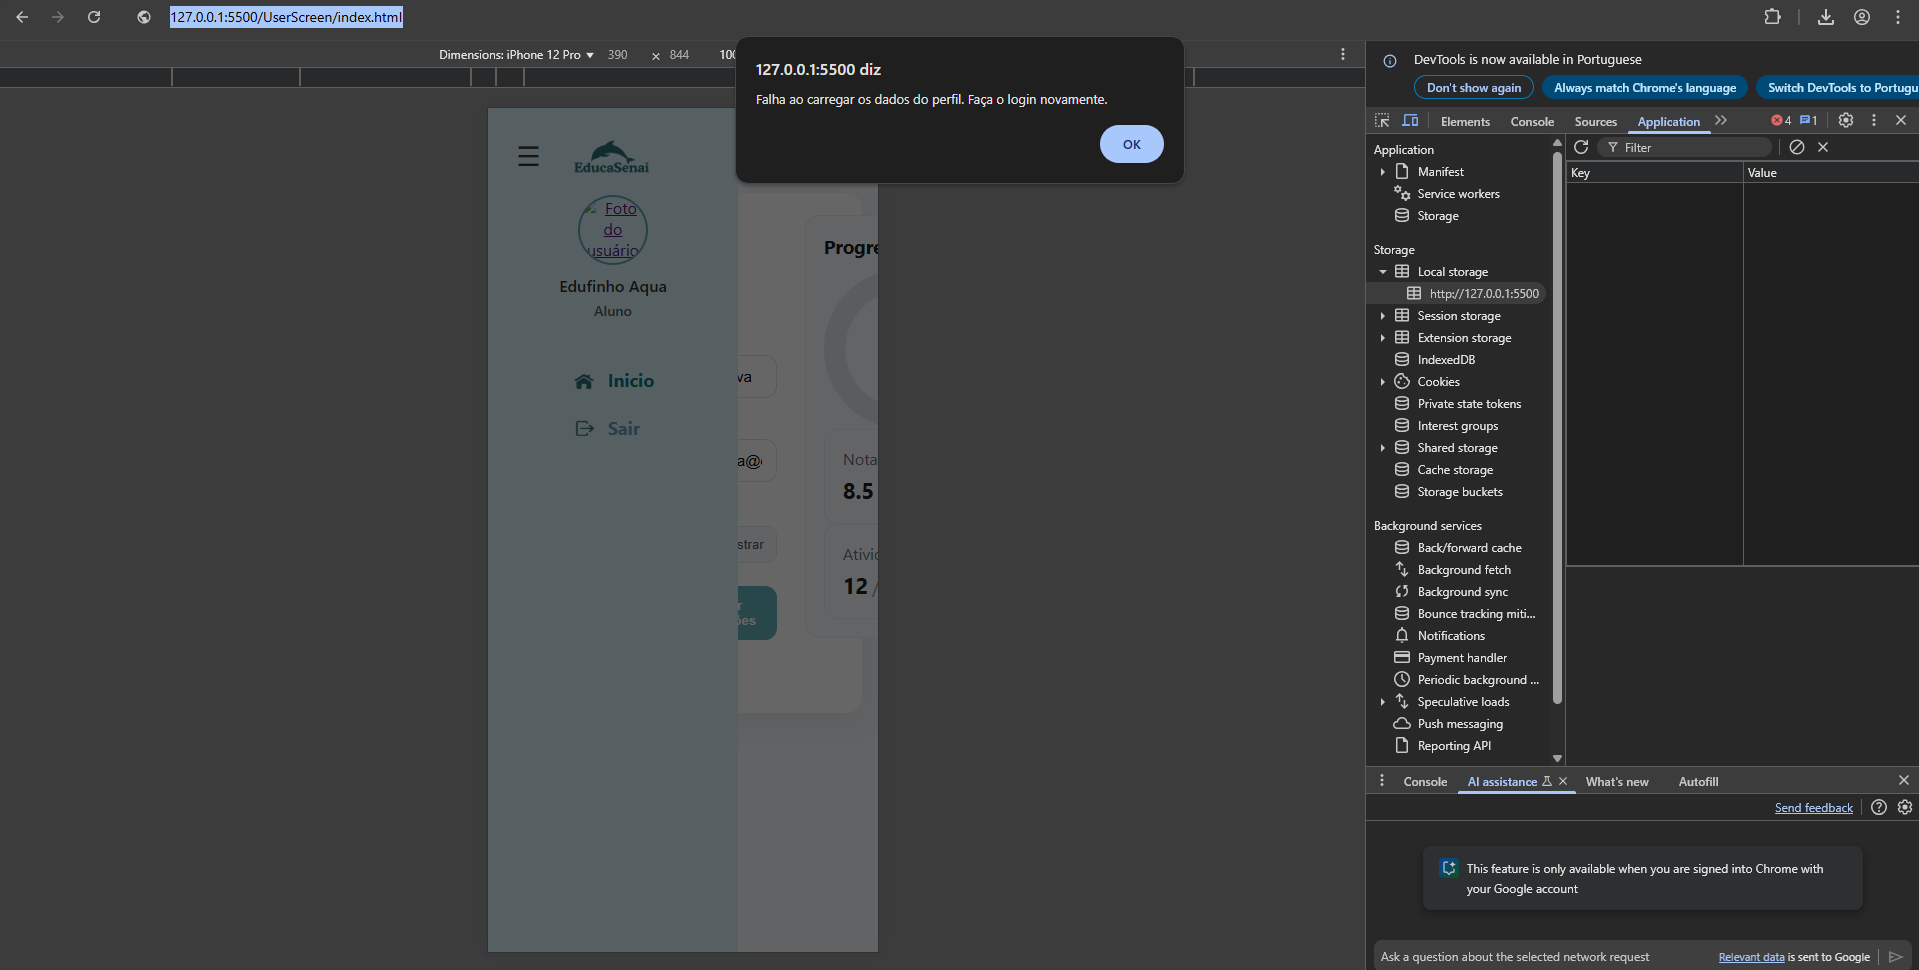 127.0.0.1:5500/UserScreen/index.html
Dimensions: iPhone 12 Pro
390
×
844
127.0.0.1:5500 diz
Falha ao carregar os dados do perfil. Faça o login novamente.
OK
EducaSenai
Foto
do
usuário
Edufinho Aqua
Aluno
Inicio
Sair
va
a@
strar
r
ões
Progre
Nota
8.5
Ativid
12 /
DevTools is now available in Portuguese
Don't show again
Always match Chrome's language
Switch DevTools to Portugu
Elements
Console
Sources
Application
4
1
Application
Manifest
Service workers
Storage
Storage
Local storage
http://127.0.0.1:5500
Session storage
Extension storage
IndexedDB
Cookies
Private state tokens
Interest groups
Shared storage
Cache storage
Storage buckets
Background services
Back/forward cache
Background fetch
Background sync
Bounce tracking miti...
Notifications
Payment handler
Periodic background ...
Speculative loads
Push messaging
Reporting API
Filter
Key
Value
Console
AI assistance
What's new
Autofill
Send feedback
This feature is only available when you are signed into Chrome with
your Google account
Ask a question about the selected network request
Relevant data is sent to Google